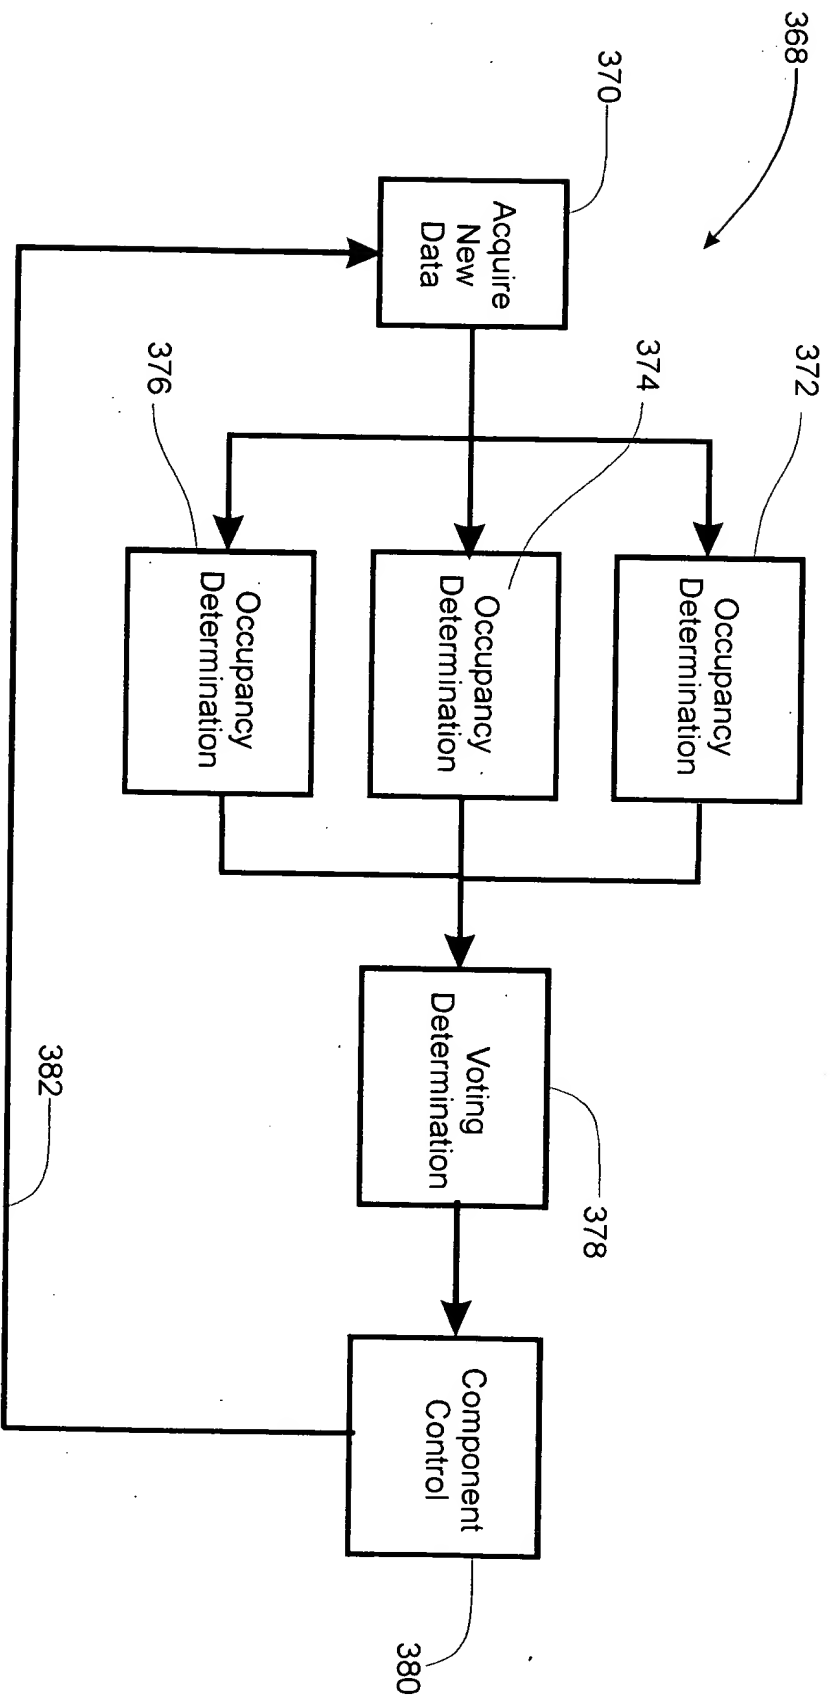 368
370
Acquire
New
Data
372
Occupancy
Determination
374
Occupancy
Determination
376
Occupancy
Determination
Voting
Determination
378
Component
Control
380
382